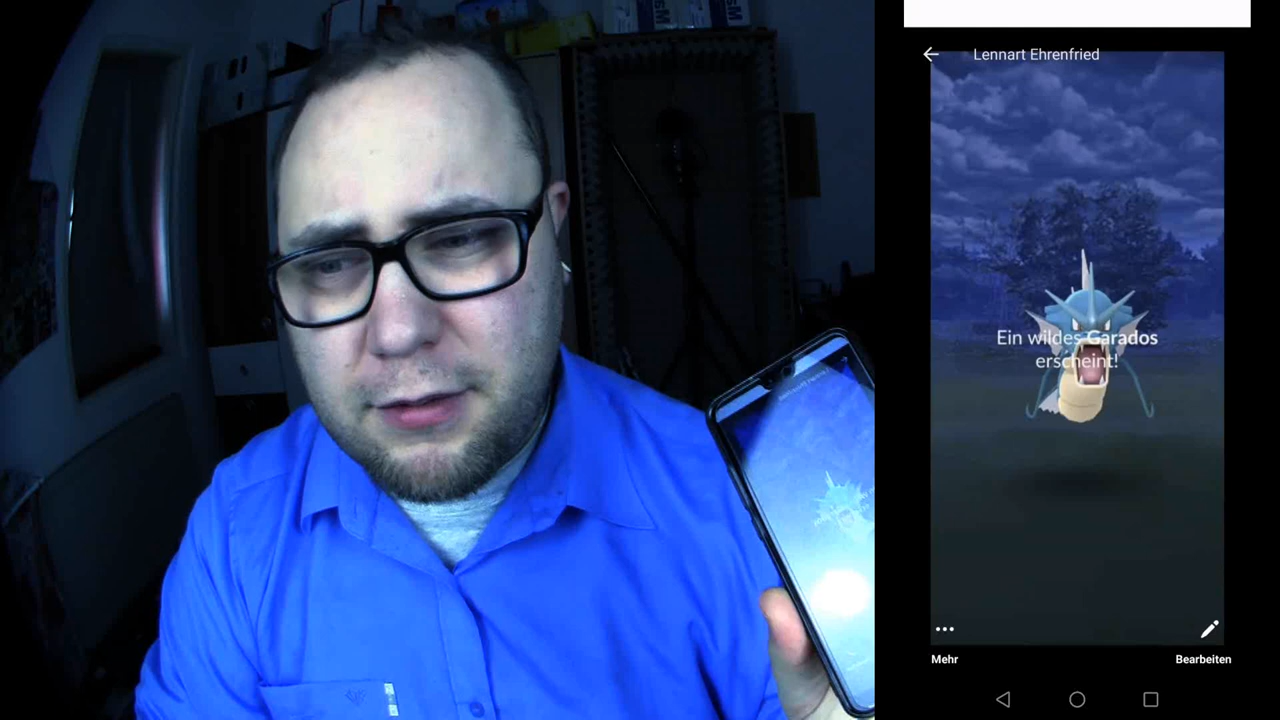 Lennart Ehrenfried
Ein wildes Garados
erscheint!
Mehr
Bearbeiten